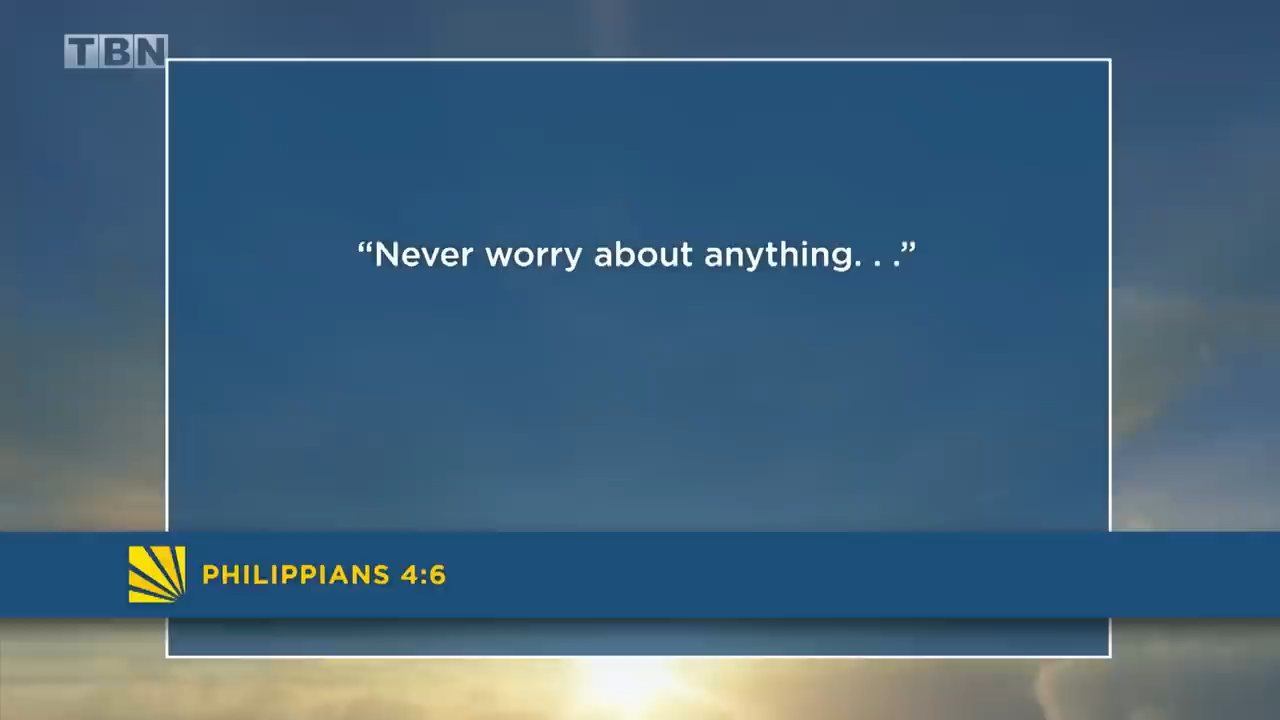 TBN
“Never worry about anything. . .”
PHILIPPIANS 4:6